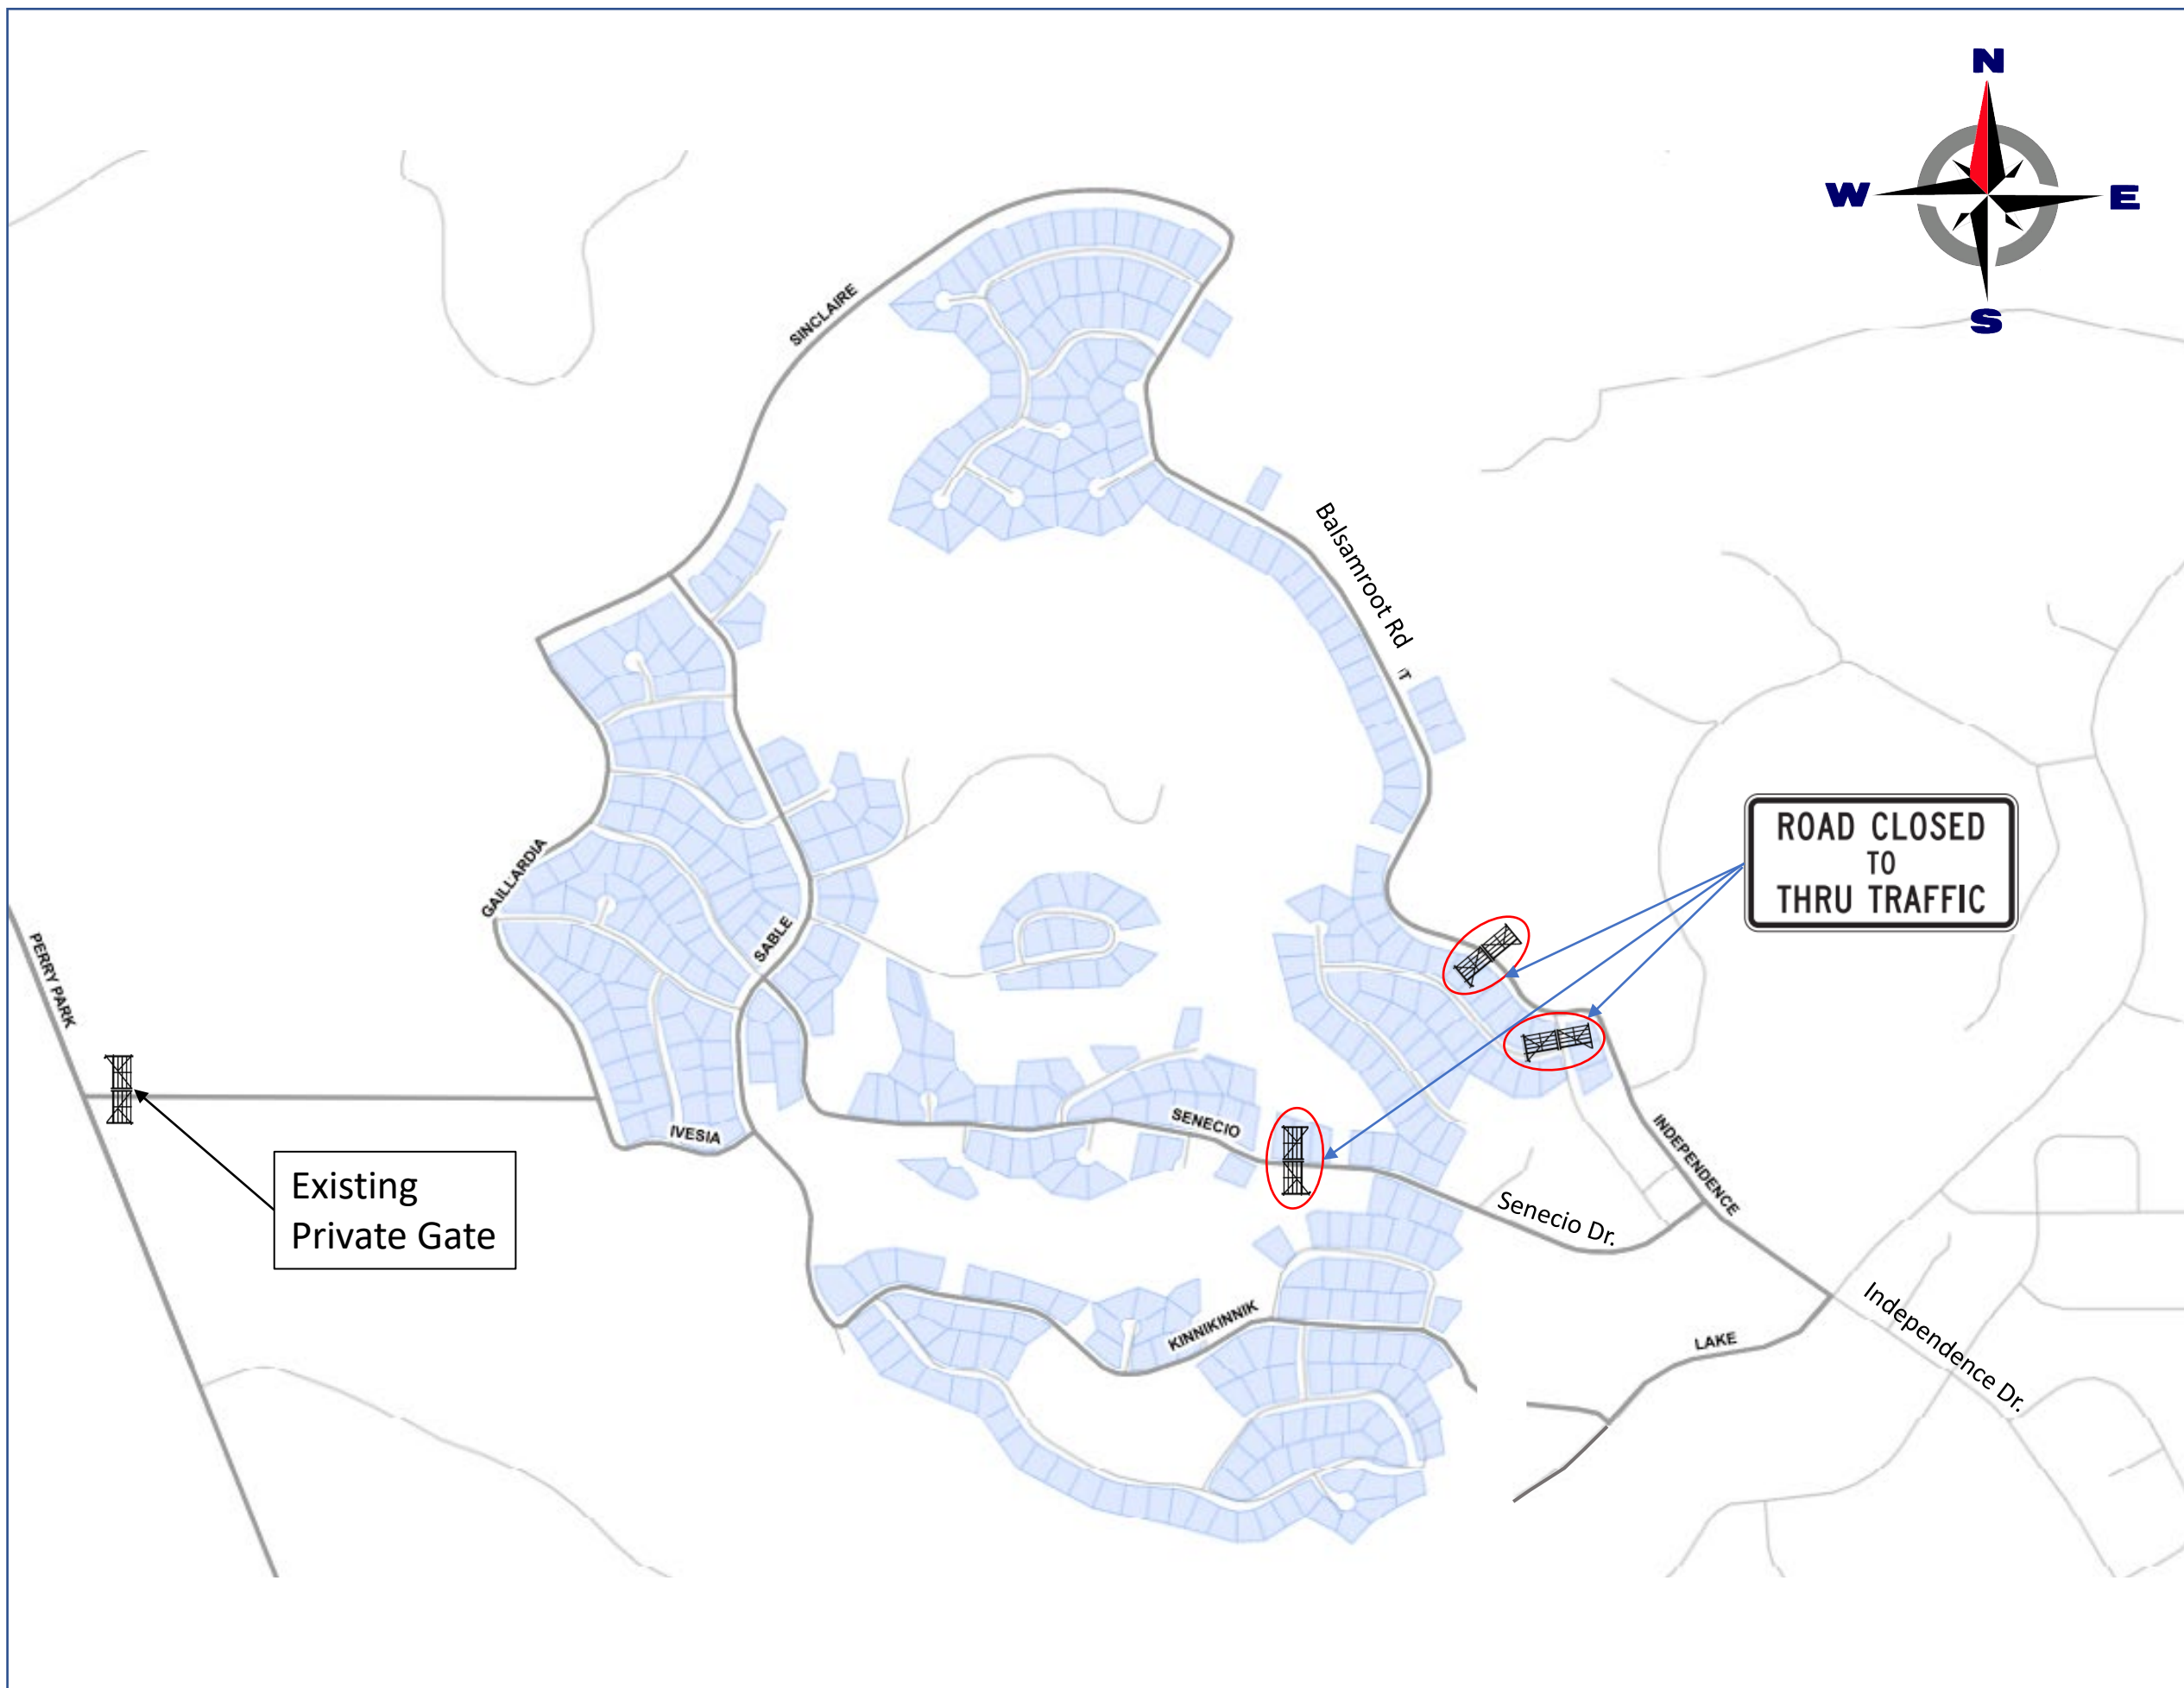 N
W
E
S
SINCLAIRE
Balsamroot Rd
ROAD CLOSED
TO
THRU TRAFFIC
GAILLARDIA
SABLE
PERRY PARK
Existing
Private Gate
IVESIA
SENECIO
INDEPENDENCE
Senecio Dr.
KINNIKINNIK
LAKE
Independence Dr.